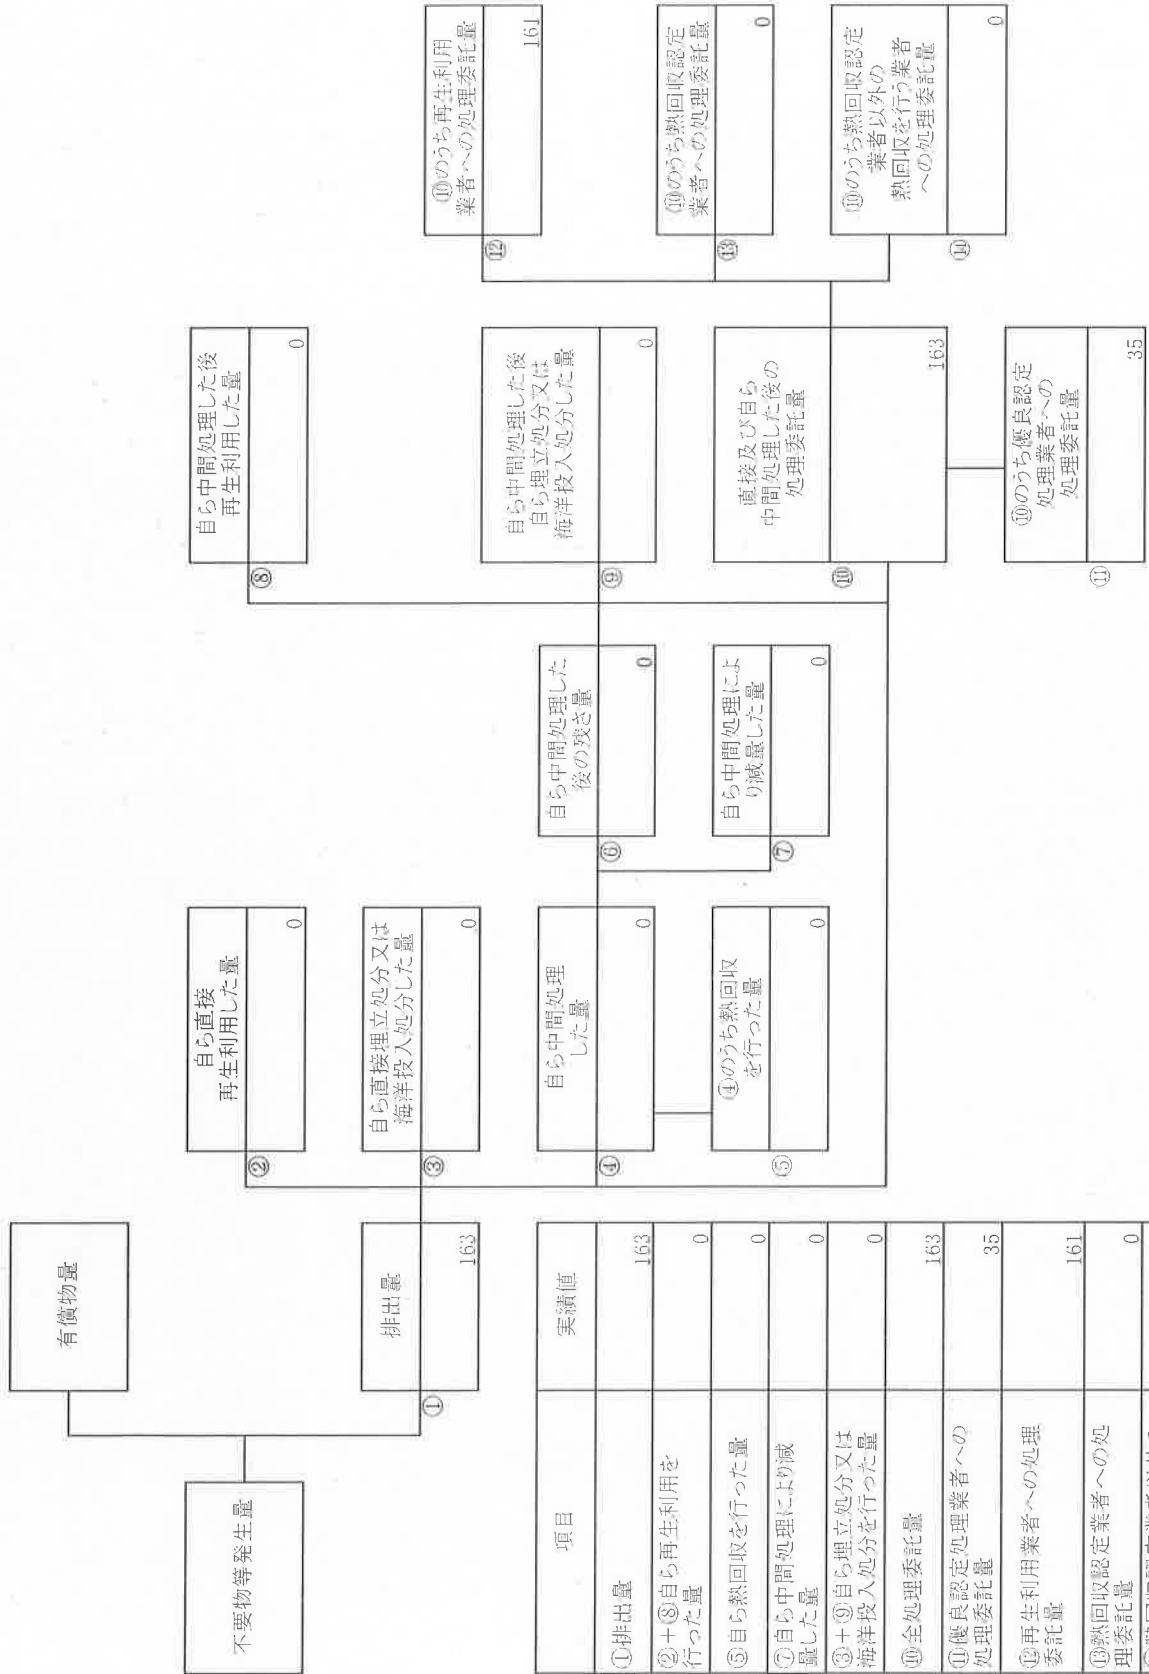 不要物等発生量
有償物量
排出量
①
163
②
自ら直接
再生利用した量
0
③
自ら直接埋立処分又は
海洋投入処分した量
0
④
自ら中間処理
した量
0
⑤
④のうち熱回収
を行った量
0
⑥
自ら中間処理した
後の残さ量
0
⑦
自ら中間処理によ
り減量した量
0
⑧
自ら中間処理した後
再生利用した量
0
⑨
自ら中間処理した後
自ら埋立処分又は
海洋投入処分した量
0
⑩
直接及び自ら
中間処理した後の
処理委託量
163
⑪
⑩のうち優良認定
処理業者への
処理委託量
35
⑫
⑩のうち再生利用
業者への処理委託量
161
⑬
⑩のうち熱回収認定
業者への処理委託量
0
⑭
⑩のうち熱回収認定
業者以外の
熱回収を行う業者
への処理委託量
0
項目
実績値
①排出量
163
②+⑧自ら再生利用を
行った量
0
⑤自ら熱回収を行った量
0
⑦自ら中間処理により減
量した量
0
③+⑨自ら埋立処分又は
海洋投入処分を行った量
0
⑩全処理委託量
163
⑪優良認定処理業者への
処理委託量
35
⑫再生利用業者への処理
委託量
161
⑬熱回収認定業者への処
理委託量
0